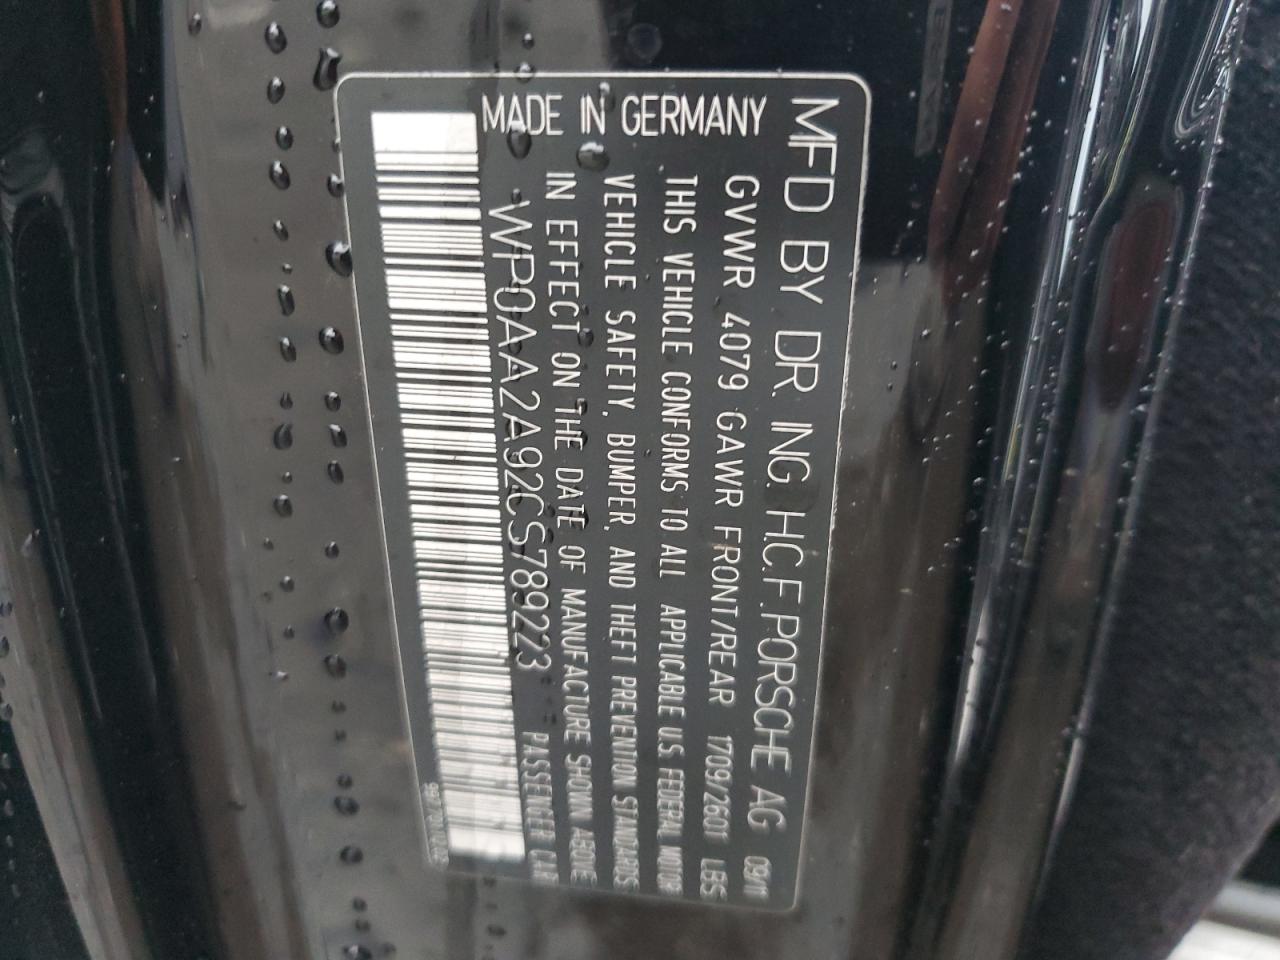 MFD BY DR. ING. H.C.F. PORSCHE AG 09/11
GVWR 4079 GAWR FRONT/REAR 1709/2601 LBS
THIS VEHICLE CONFORMS TO ALL APPLICABLE U.S. FEDERAL MOTOR
VEHICLE SAFETY, BUMPER, AND THEFT PREVENTION STANDARDS
IN EFFECT ON THE DATE OF MANUFACTURE SHOWN ABOVE
WP0AA2A92CS789223 PASSENGER CAR
MADE IN GERMANY